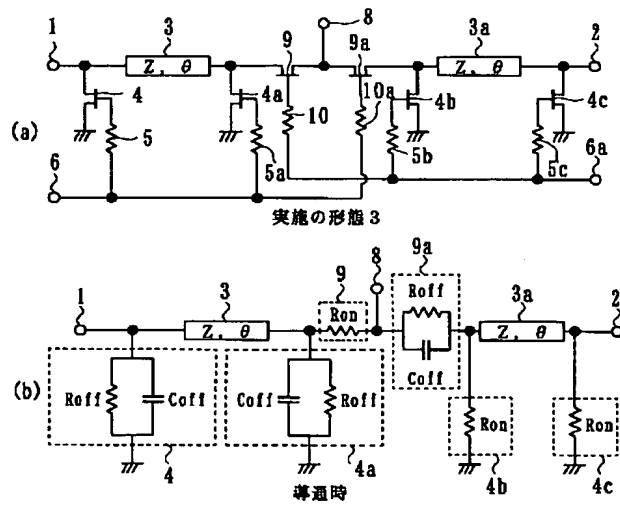 1 3 9 8 9a 3a 2
Z, θ Z, θ
4 4a 4b 4c
(a) 5 10 10a
6 5a 5b 5c 6a
実施の形態3
1 3 9 8 9a 3a 2
Roff
Ron
Z, θ Z, θ
Coff
(b) Roff Coff Coff Roff Ron Ron
4 4a 4b 4c
導通時